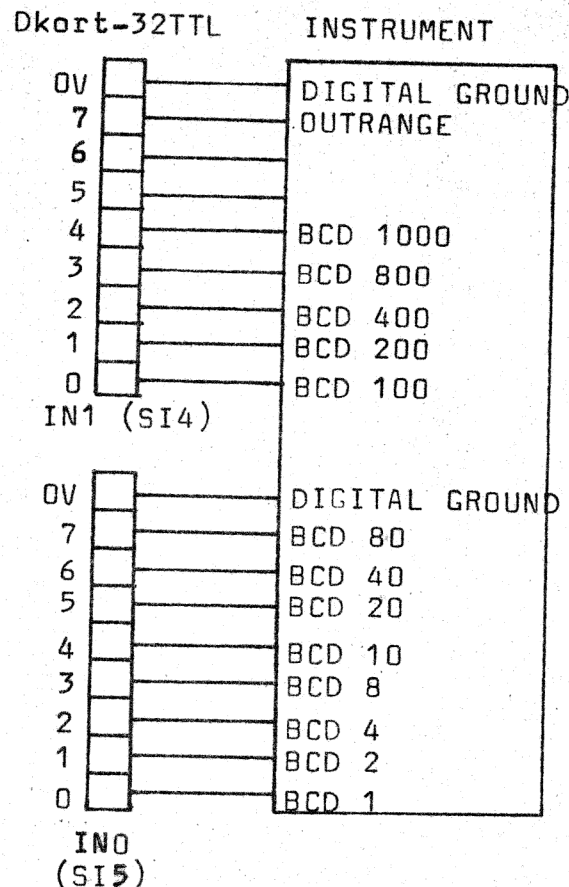 Dkort-32TTL INSTRUMENT
0V DIGITAL GROUND
7 OUTRANGE
6
5
4 BCD 1000
3 BCD 800
2 BCD 400
1 BCD 200
0 BCD 100
IN1 (SI4)
0V DIGITAL GROUND
7 BCD 80
6 BCD 40
5 BCD 20
4 BCD 10
3 BCD 8
2 BCD 4
1 BCD 2
0 BCD 1
IN0
(SI5)